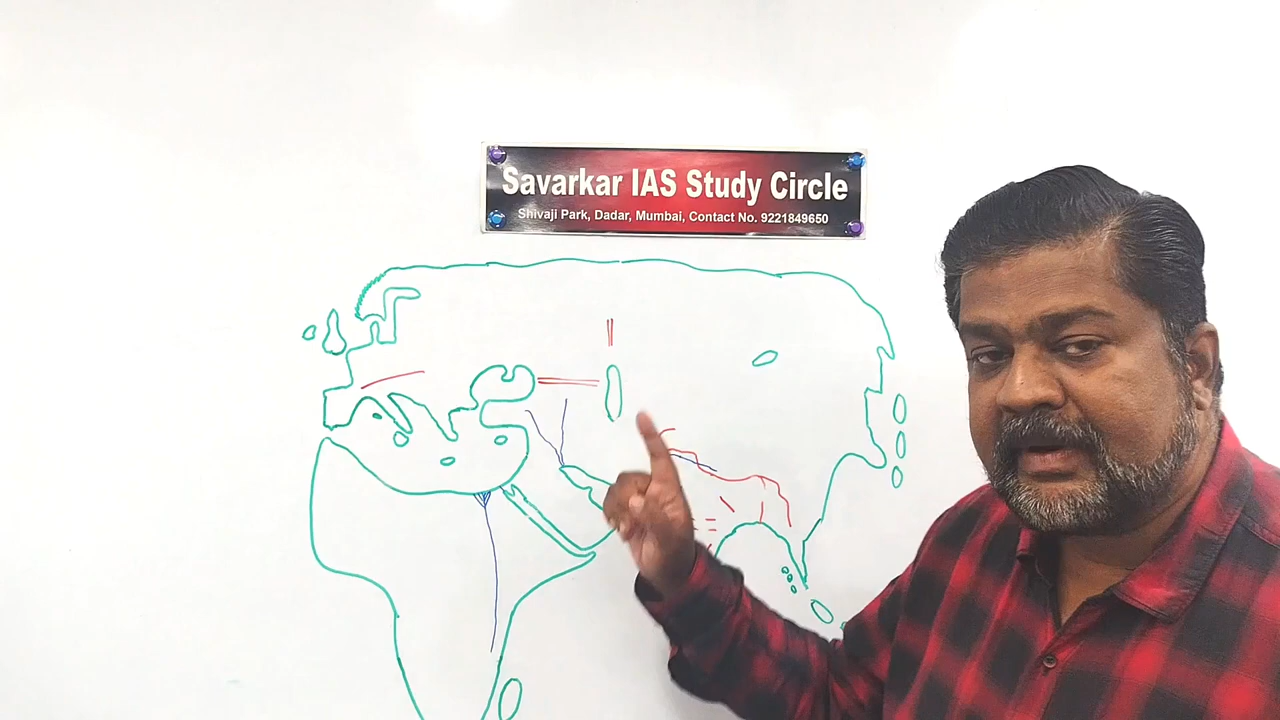 Savarkar IAS Study Circle
Shivaji Park, Dadar, Mumbai, Contact No. 9221849650